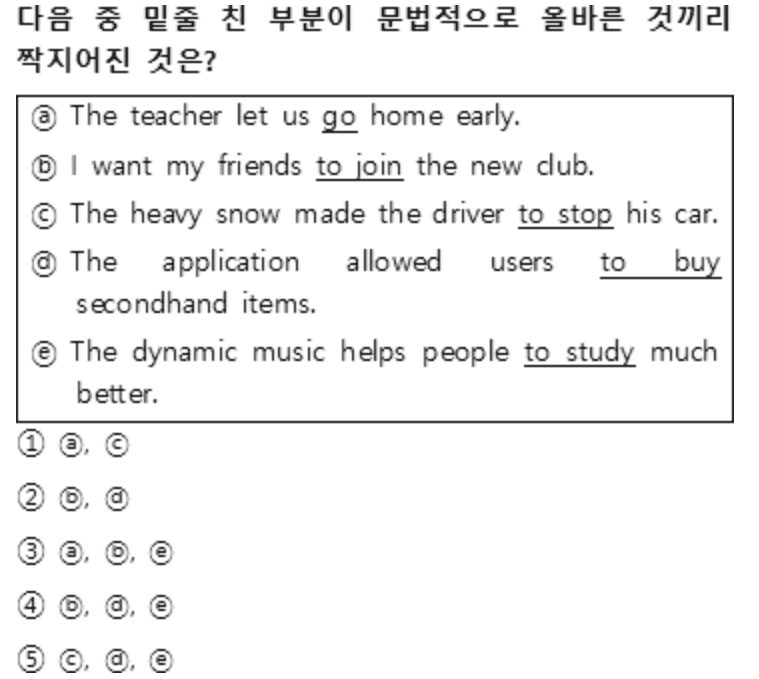 다음 중 밑줄 친 부분이 문법적으로 올바른 것끼리
짝지어진 것은?
ⓐ The teacher let us go home early.
ⓑ I want my friends to join the new club.
ⓒ The heavy snow made the driver to stop his car.
ⓓ The application allowed users to buy
secondhand items.
ⓔ The dynamic music helps people to study much
better.
① ⓐ, ⓒ
② ⓑ, ⓓ
③ ⓐ, ⓑ, ⓔ
④ ⓑ, ⓓ, ⓔ
⑤ ⓒ, ⓓ, ⓔ